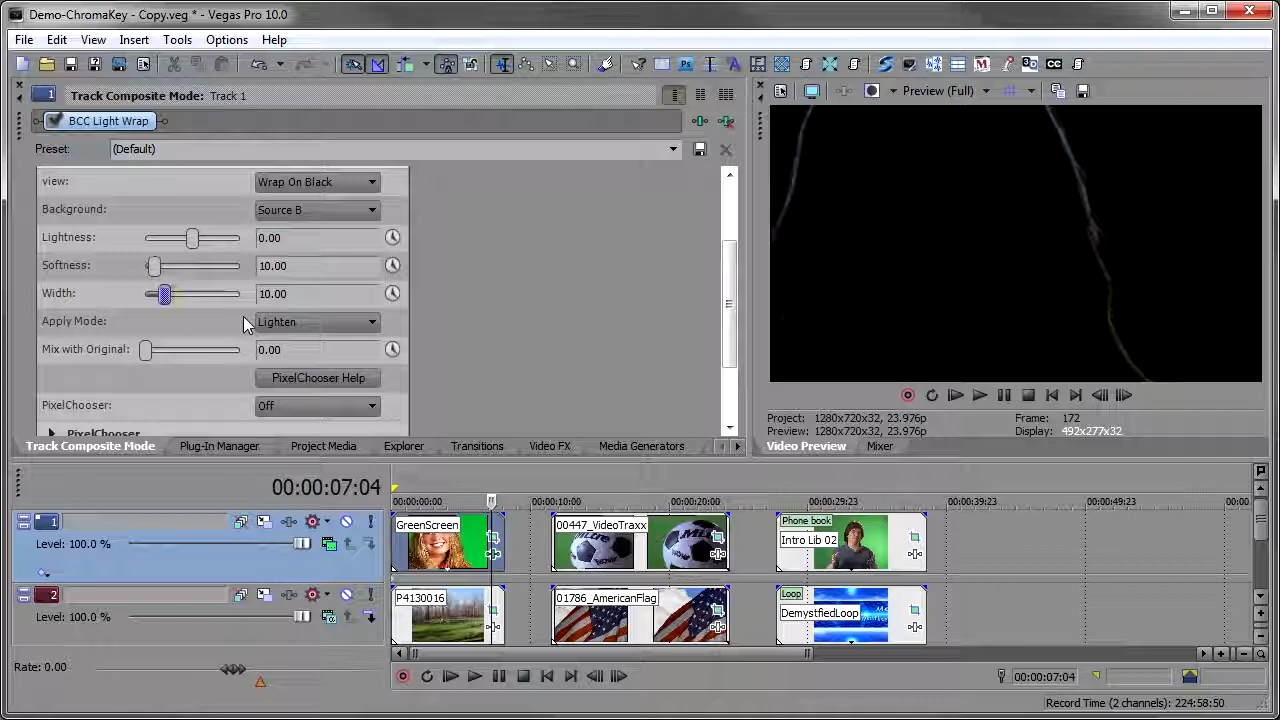 Demo-ChromaKey - Copy.veg * - Vegas Pro 10.0
File Edit View Insert Tools Options Help
1 Track Composite Mode: Track 1
Preview (Full)
BCC Light Wrap
Preset: (Default)
view: Wrap On Black
Background: Source B
Lightness: 0.00
Softness: 10.00
Width: 10.00
Apply Mode: Lighten
Mix with Original: 0.00
PixelChooser Help
PixelChooser: Off
PixelChooser
Project: 1280x720x32, 23.976p Frame: 172
Preview: 1280x720x32, 23.976p Display: 492x277x32
Track Composite Mode Plug-In Manager Project Media Explorer Transitions Video FX Media Generators
Video Preview Mixer
00:00:07:04
00:00:00:00 00:00:10:00 00:00:20:00 00:00:29:23 00:00:39:23 00:00:49:23 00:00
1
Level: 100.0 %
GreenScreen 00447_VideoTraxx Phone book
Intro Lib 02
2
Level: 100.0 %
P4130016 01786_AmericanFlag Loop
DemystfiedLoop
Rate: 0.00
00:00:07:04
Record Time (2 channels): 224:58:50